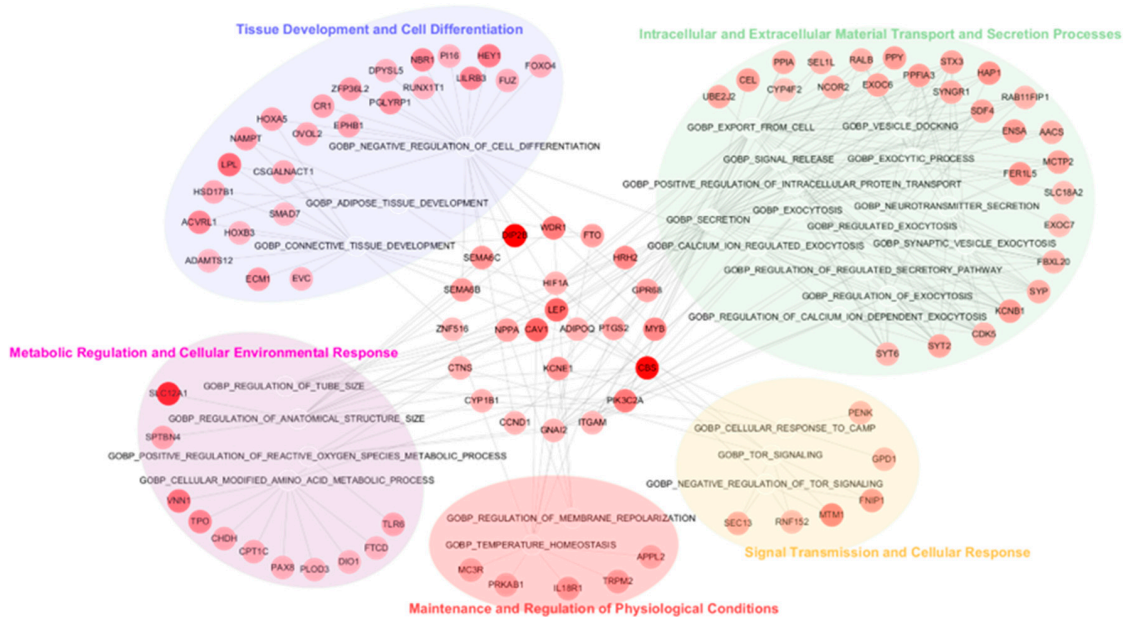 Tissue Development and Cell Differentiation
NBR1
PI16
HEY1
DPYSL5
LILRB3
FUZ
FOXO4
ZFP36L2
RUNX1T1
CR1
PGLYRP1
HOXA5
OVOL2
EPHB1
NAMPT
GOBP_NEGATIVE_REGULATION_OF_CELL_DIFFERENTIATION
LPL
CSGALNACT1
HSD17B1
GOBP_ADIPOSE_TISSUE_DEVELOPMENT
ACVRL1
SMAD7
HOXB3
GOBP_CONNECTIVE_TISSUE_DEVELOPMENT
ADAMTS12
ECM1
EVC
Intracellular and Extracellular Material Transport and Secretion Processes
PPIA
SEL1L
RALB
PPY
STX3
HAP1
CEL
CYP4F2
NCOR2
EXOC6
PPFIA3
SYNGR1
UBE2J2
SDF4
RAB11FIP1
GOBP_EXPORT_FROM_CELL
GOBP_VESICLE_DOCKING
ENSA
AACS
GOBP_SIGNAL_RELEASE
GOBP_EXOCYTIC_PROCESS
MCTP2
FER1L5
GOBP_POSITIVE_REGULATION_OF_INTRACELLULAR_PROTEIN_TRANSPORT
SLC18A2
GOBP_EXOCYTOSIS
GOBP_NEUROTRANSMITTER_SECRETION
GOBP_SECRETION
GOBP_REGULATED_EXOCYTOSIS
EXOC7
GOBP_CALCIUM_ION_REGULATED_EXOCYTOSIS
GOBP_SYNAPTIC_VESICLE_EXOCYTOSIS
FBXL20
GOBP_REGULATION_OF_REGULATED_SECRETORY_PATHWAY
SYP
GOBP_REGULATION_OF_EXOCYTOSIS
KCNB1
GOBP_REGULATION_OF_CALCIUM_ION_DEPENDENT_EXOCYTOSIS
CDK5
SYT6
SYT2
WDR1
FTO
SEMA6C
HRH2
SEMA6B
HIF1A
GPR68
LEP
ZNF516
NPPA
CAV1
ADIPOQ
PTGS2
MYB
CTNS
KCNE1
CBS
CYP1B1
PIK3C2A
CCND1
GNAI2
ITGAM
Metabolic Regulation and Cellular Environmental Response
GOBP_REGULATION_OF_TUBE_SIZE
SLC12A1
GOBP_REGULATION_OF_ANATOMICAL_STRUCTURE_SIZE
SPTBN4
GOBP_POSITIVE_REGULATION_OF_REACTIVE_OXYGEN_SPECIES_METABOLIC_PROCESS
GOBP_CELLULAR_MODIFIED_AMINO_ACID_METABOLIC_PROCESS
VNN1
TPO
TLR6
CHDH
CPT1C
FTCD
PAX8
PLOD3
DIO1
GOBP_REGULATION_OF_MEMBRANE_REPOLARIZATION
GOBP_TEMPERATURE_HOMEOSTASIS
APPL2
MC3R
PRKAB1
IL18R1
TRPM2
Maintenance and Regulation of Physiological Conditions
PENK
GOBP_CELLULAR_RESPONSE_TO_CAMP
GOBP_TOR_SIGNALING
GPD1
GOBP_NEGATIVE_REGULATION_OF_TOR_SIGNALING
FNIP1
SEC13
RNF152
MTM1
Signal Transmission and Cellular Response